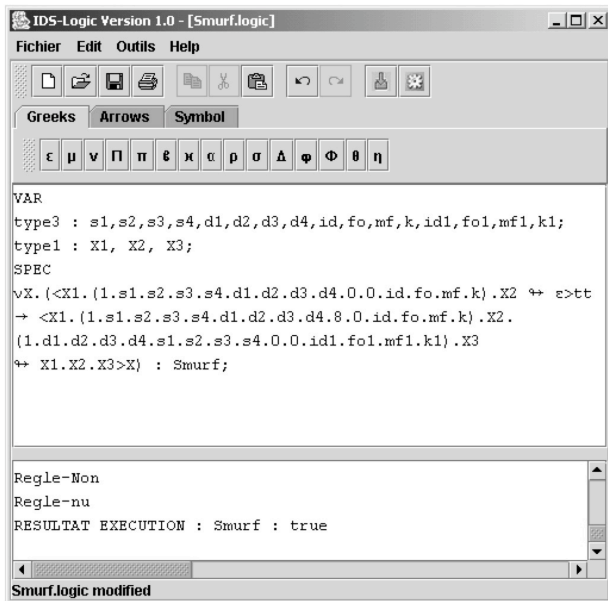 IDS-Logic Version 1.0 - [Smurf.logic]
Fichier Edit Outils Help
Greeks Arrows Symbol
ε μ ν Π π ϐ ϰ α ρ σ Δ φ Φ θ η
VAR
type3 : s1,s2,s3,s4,d1,d2,d3,d4,id,fo,mf,k,id1,fo1,mf1,k1;
type1 : X1, X2, X3;
SPEC
νX.(<X1.(1.s1.s2.s3.s4.d1.d2.d3.d4.0.0.id.fo.mf.k).X2 ↬ ε>tt
→ <X1.(1.s1.s2.s3.s4.d1.d2.d3.d4.8.0.id.fo.mf.k).X2.
(1.d1.d2.d3.d4.s1.s2.s3.s4.0.0.id1.fo1.mf1.k1).X3
↬ X1.X2.X3>X) : Smurf;
Regle-Non
Regle-nu
RESULTAT EXECUTION : Smurf : true
Smurf.logic modified